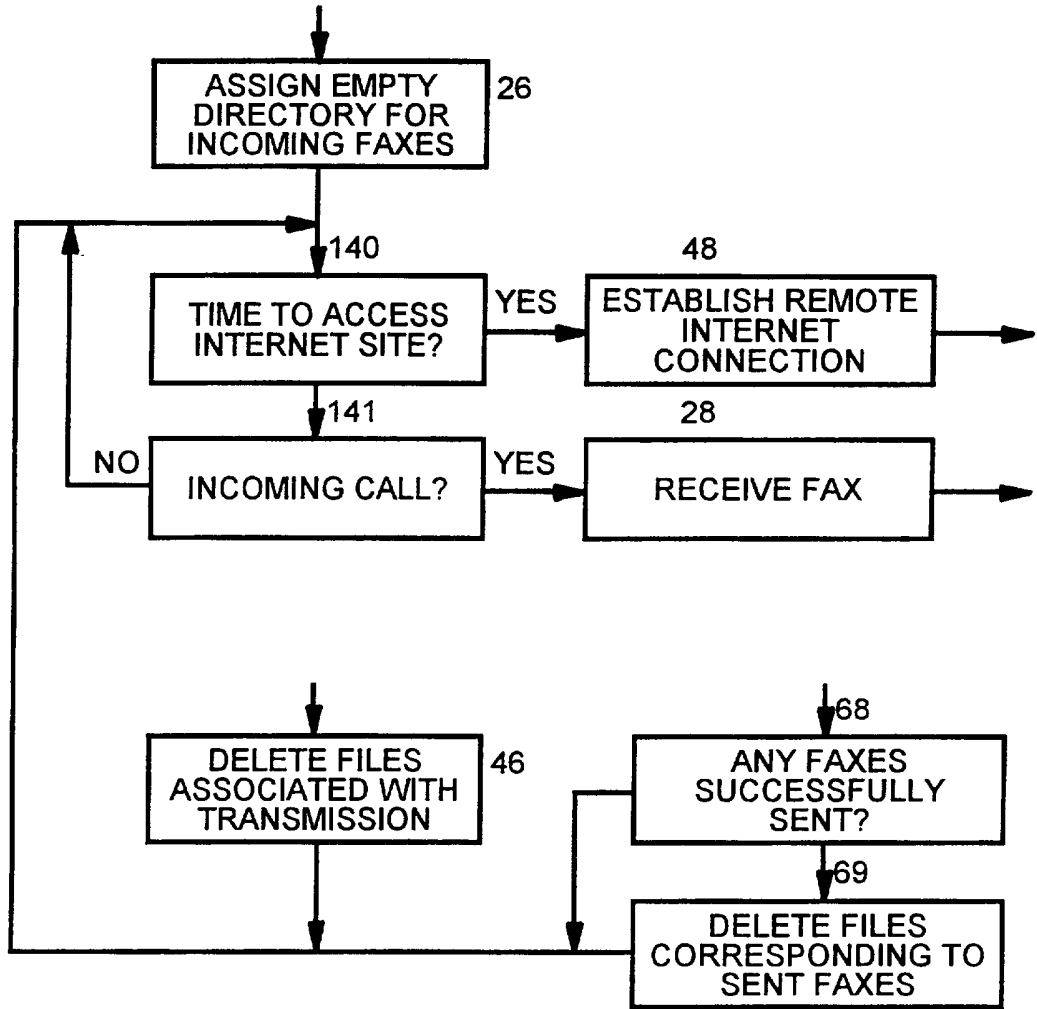 ASSIGN EMPTY
DIRECTORY FOR
INCOMING FAXES
26
140
TIME TO ACCESS
INTERNET SITE?
YES
48
ESTABLISH REMOTE
INTERNET
CONNECTION
141
NO
INCOMING CALL?
YES
28
RECEIVE FAX
DELETE FILES
ASSOCIATED WITH
TRANSMISSION
46
68
ANY FAXES
SUCCESSFULLY
SENT?
69
DELETE FILES
CORRESPONDING TO
SENT FAXES